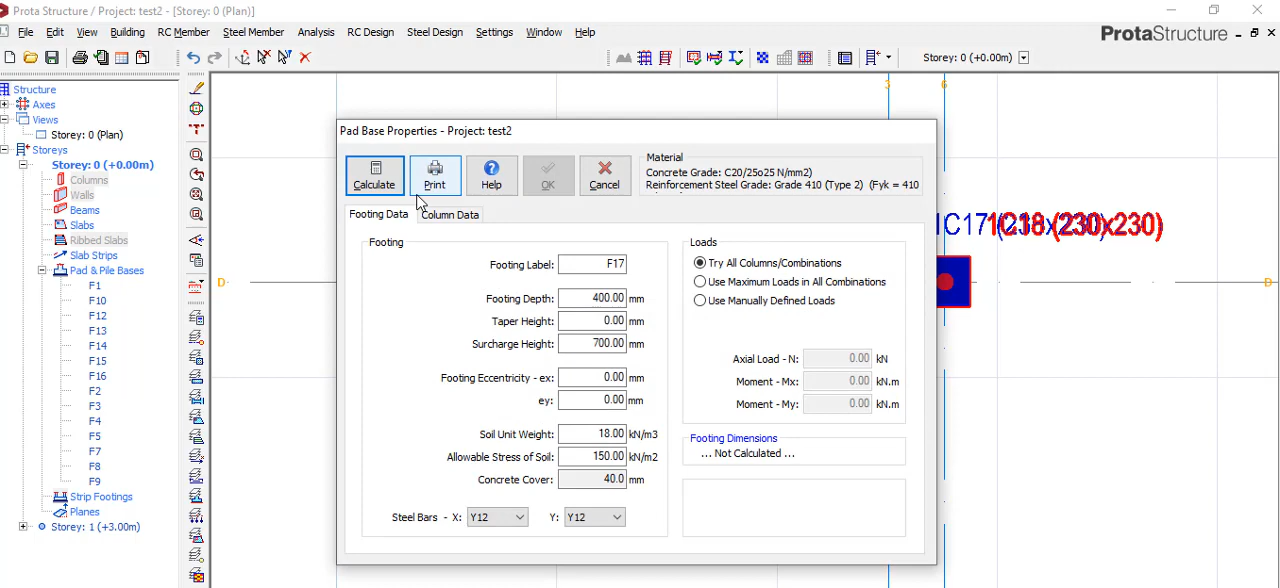 Prota Structure / Project: test2 - [Storey: 0 (Plan)]
File Edit View Building RC Member Steel Member Analysis RC Design Steel Design Settings Window Help
ProtaStructure
Storey: 0 (+0.00m)
Structure
Axes
Views
Storey: 0 (Plan)
Storeys
Storey: 0 (+0.00m)
Columns
Walls
Beams
Slabs
Ribbed Slabs
Slab Strips
Pad & Pile Bases
F1
F10
F12
F13
F14
F15
F16
F2
F3
F4
F5
F7
F8
F9
Strip Footings
Planes
Storey: 1 (+3.00m)
3 6
D D
1C18 (230x230)
Pad Base Properties - Project: test2
Calculate Print Help OK Cancel
Material
Concrete Grade: C20/25ö25 N/mm2)
Reinforcement Steel Grade: Grade 410 (Type 2) (Fyk = 410
Footing Data Column Data
Footing
Footing Label: F17
Footing Depth: 400.00 mm
Taper Height: 0.00 mm
Surcharge Height: 700.00 mm
Footing Eccentricity - ex: 0.00 mm
ey: 0.00 mm
Soil Unit Weight: 18.00 kN/m3
Allowable Stress of Soil: 150.00 kN/m2
Concrete Cover: 40.0 mm
Steel Bars - X: Y12 Y: Y12
Loads
Try All Columns/Combinations
Use Maximum Loads in All Combinations
Use Manually Defined Loads
Axial Load - N: 0.00 kN
Moment - Mx: 0.00 kN.m
Moment - My: 0.00 kN.m
Footing Dimensions
... Not Calculated ...